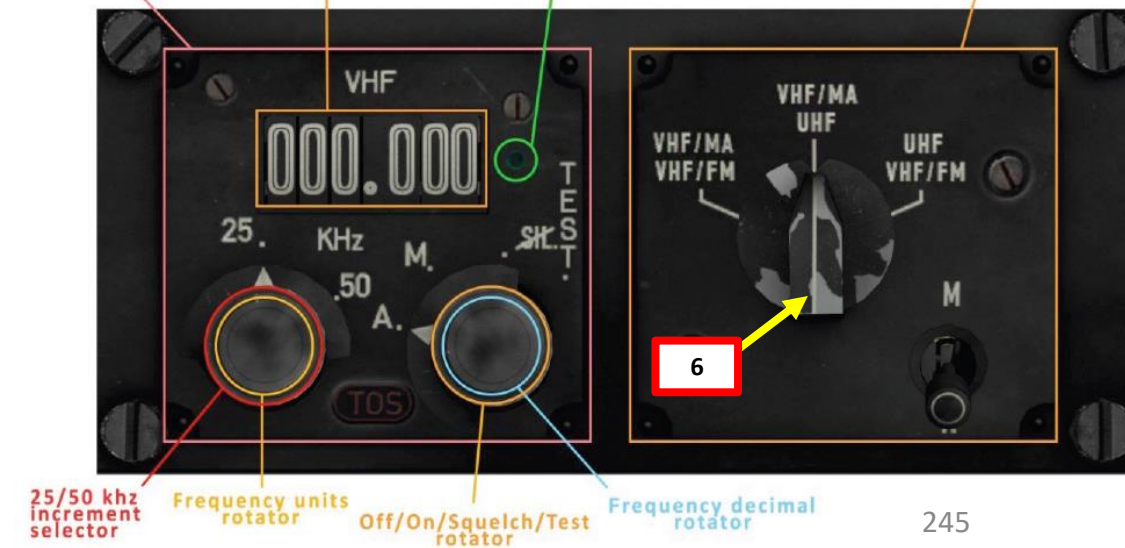 VHF
000.000
TEST
25.
KHz
.50
M.
A.
. SIL.
TOS
VHF/MA
UHF
VHF/MA
VHF/FM
UHF
VHF/FM
M
6
25/50 khz
increment
selector
Frequency units
rotator
Off/On/Squelch/Test
rotator
Frequency decimal
rotator
245